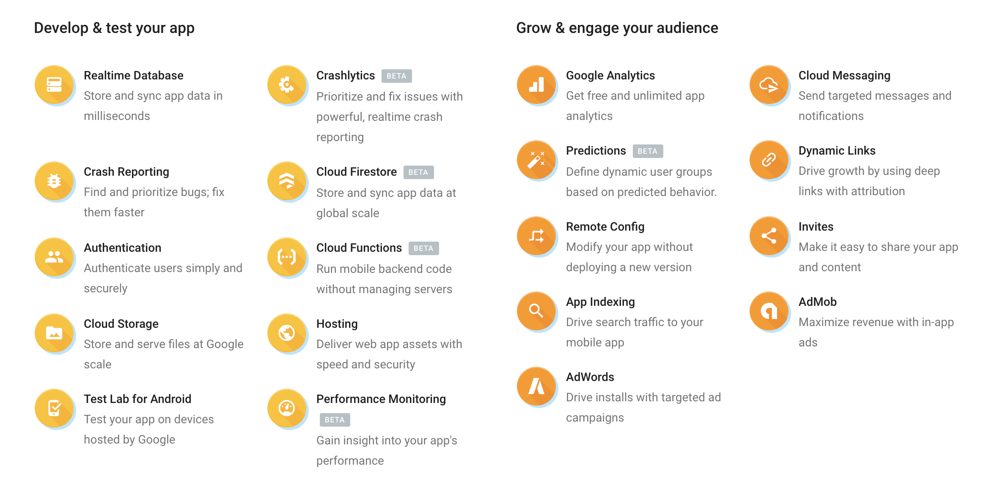 Develop & test your app
Realtime Database
Store and sync app data in
milliseconds
Crashlytics BETA
Prioritize and fix issues with
powerful, realtime crash
reporting
Crash Reporting
Find and prioritize bugs; fix
them faster
Cloud Firestore BETA
Store and sync app data at
global scale
Authentication
Authenticate users simply and
securely
Cloud Functions BETA
Run mobile backend code
without managing servers
Cloud Storage
Store and serve files at Google
scale
Hosting
Deliver web app assets with
speed and security
Test Lab for Android
Test your app on devices
hosted by Google
Performance Monitoring
BETA
Gain insight into your app's
performance
Grow & engage your audience
Google Analytics
Get free and unlimited app
analytics
Cloud Messaging
Send targeted messages and
notifications
Predictions BETA
Define dynamic user groups
based on predicted behavior.
Dynamic Links
Drive growth by using deep
links with attribution
Remote Config
Modify your app without
deploying a new version
Invites
Make it easy to share your app
and content
App Indexing
Drive search traffic to your
mobile app
AdMob
Maximize revenue with in-app
ads
AdWords
Drive installs with targeted ad
campaigns